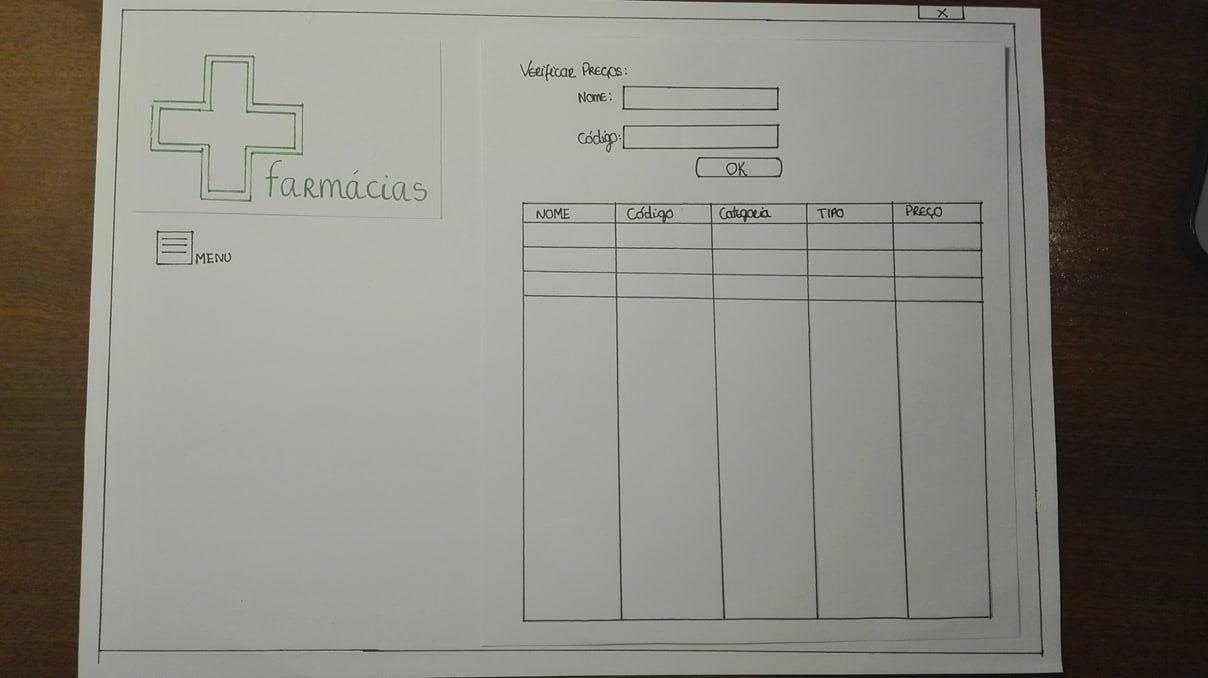 X
farmácias
MENU
Verificar Preços:
Nome:
Código:
OK
NOME Código Categoria TIPO PREÇO